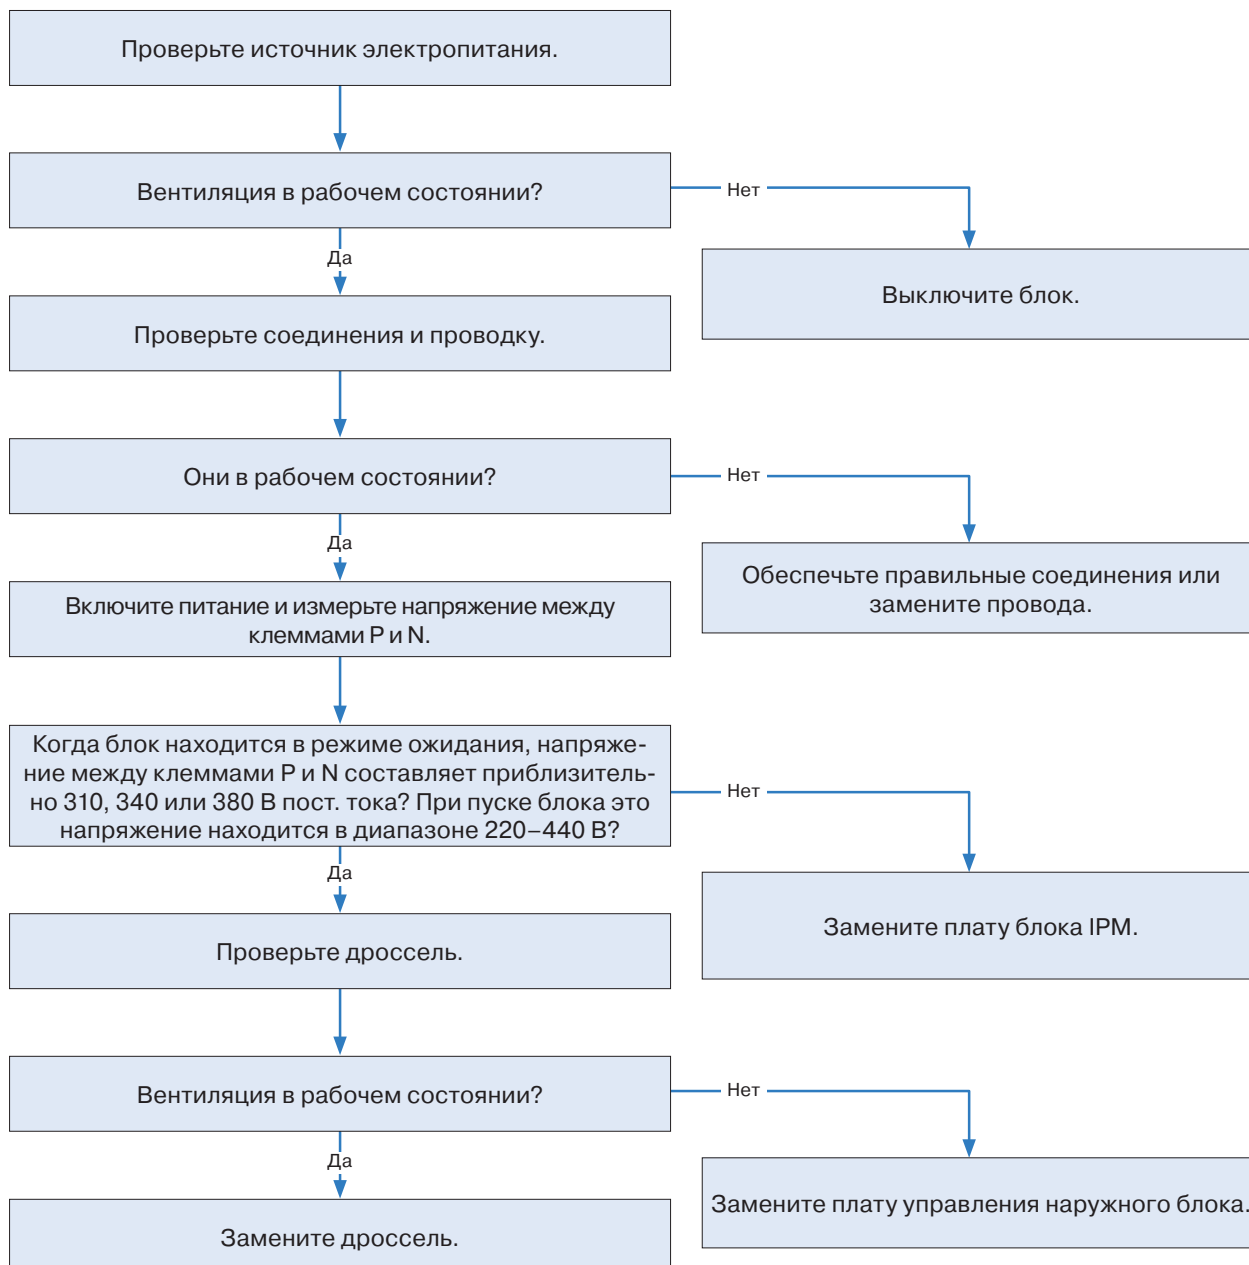 Проверьте источник электропитания.
Вентиляция в рабочем состоянии?
Нет
Да
Выключите блок.
Проверьте соединения и проводку.
Они в рабочем состоянии?
Нет
Да
Обеспечьте правильные соединения или
замените провода.
Включите питание и измерьте напряжение между
клеммами P и N.
Когда блок находится в режиме ожидания, напряже-
ние между клеммами P и N составляет приблизитель-
но 310, 340 или 380 В пост. тока? При пуске блока это
напряжение находится в диапазоне 220–440 В?
Нет
Да
Замените плату блока IPM.
Проверьте дроссель.
Вентиляция в рабочем состоянии?
Нет
Да
Замените плату управления наружного блока.
Замените дроссель.